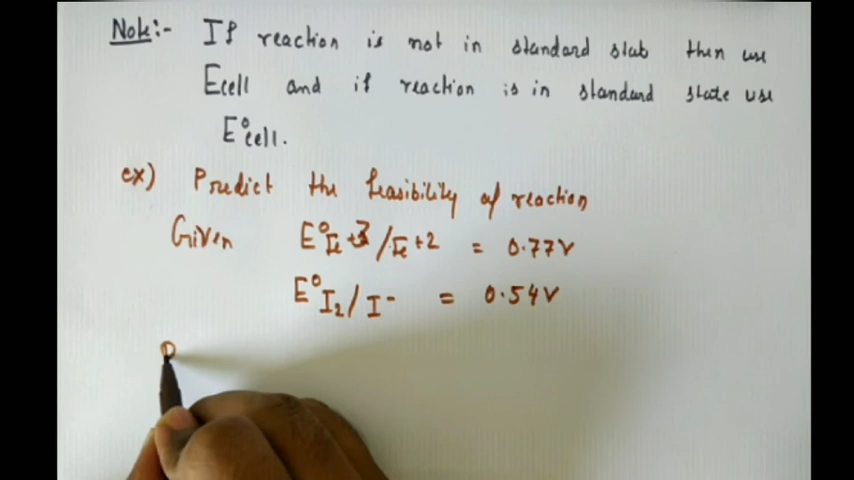 Note:- If reaction is not in standard state then use
Ecell and if reaction is in standard state use
E°cell.
ex) Predict the feasibility of reaction
Given E°Fe+3/Fe+2 = 0.77V
E°I2/I- = 0.54V